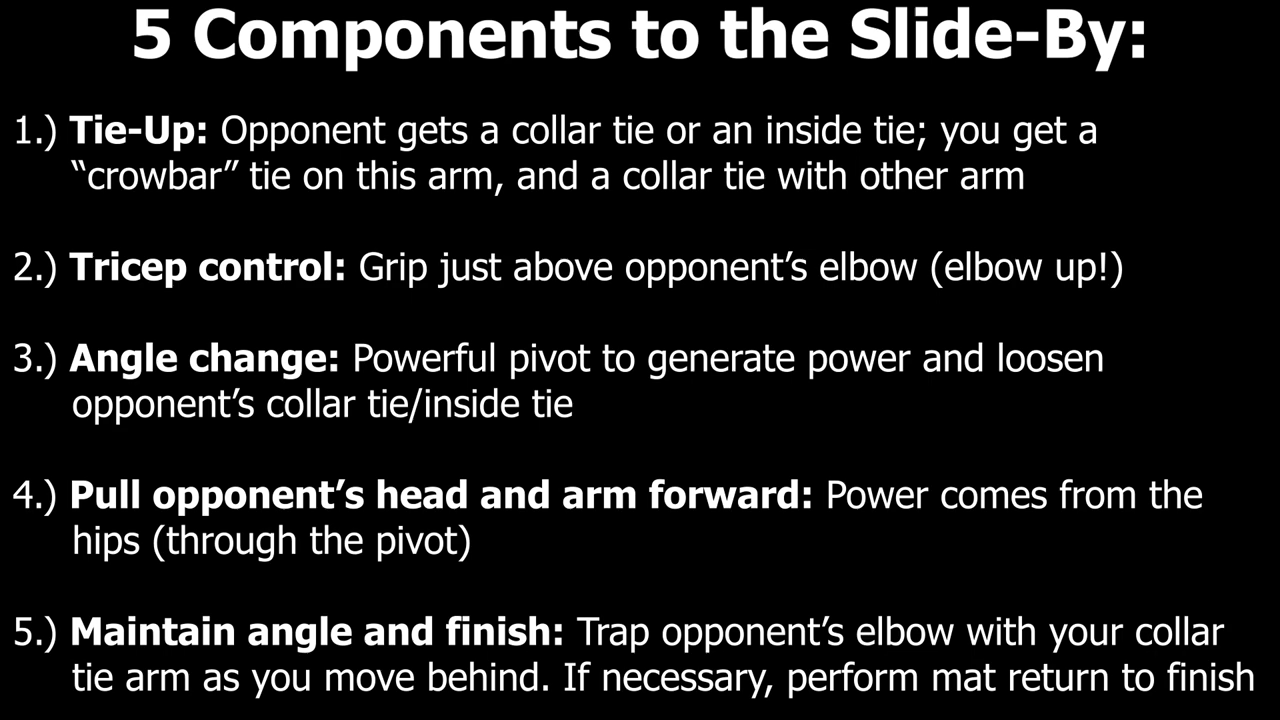 5 Components to the Slide-By:
1.) Tie-Up: Opponent gets a collar tie or an inside tie; you get a
“crowbar” tie on this arm, and a collar tie with other arm
2.) Tricep control: Grip just above opponent’s elbow (elbow up!)
3.) Angle change: Powerful pivot to generate power and loosen
opponent’s collar tie/inside tie
4.) Pull opponent’s head and arm forward: Power comes from the
hips (through the pivot)
5.) Maintain angle and finish: Trap opponent’s elbow with your collar
tie arm as you move behind. If necessary, perform mat return to finish